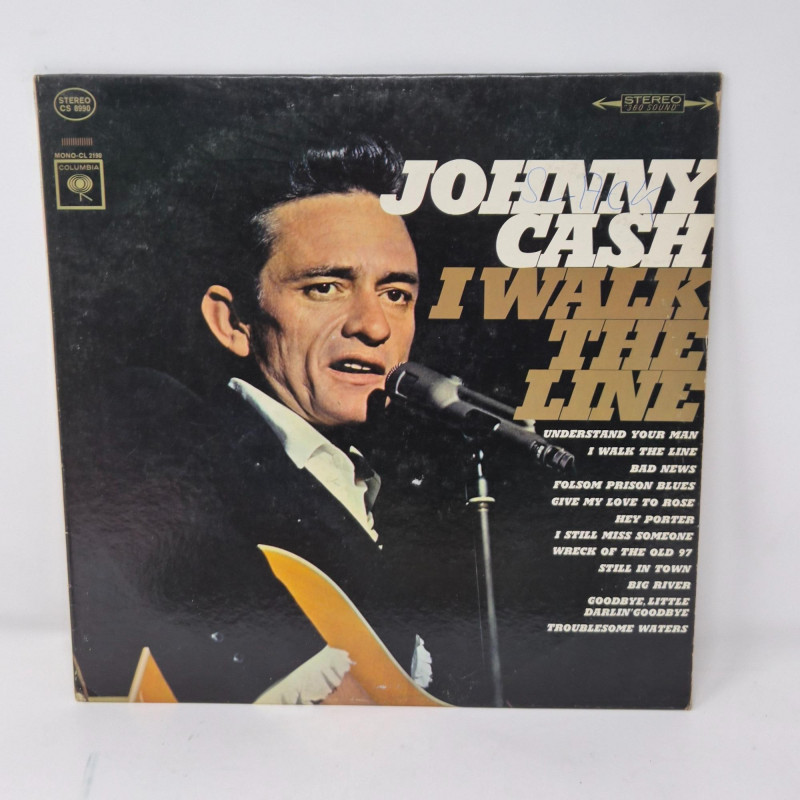 STEREO
CS 8990
MONO-CL 2190
COLUMBIA
STEREO
"360 SOUND"
JOHNNY
CASH
I WALK
THE
LINE
UNDERSTAND YOUR MAN
I WALK THE LINE
BAD NEWS
FOLSOM PRISON BLUES
GIVE MY LOVE TO ROSE
HEY PORTER
I STILL MISS SOMEONE
WRECK OF THE OLD 97
STILL IN TOWN
BIG RIVER
GOODBYE, LITTLE
DARLIN' GOODBYE
TROUBLESOME WATERS